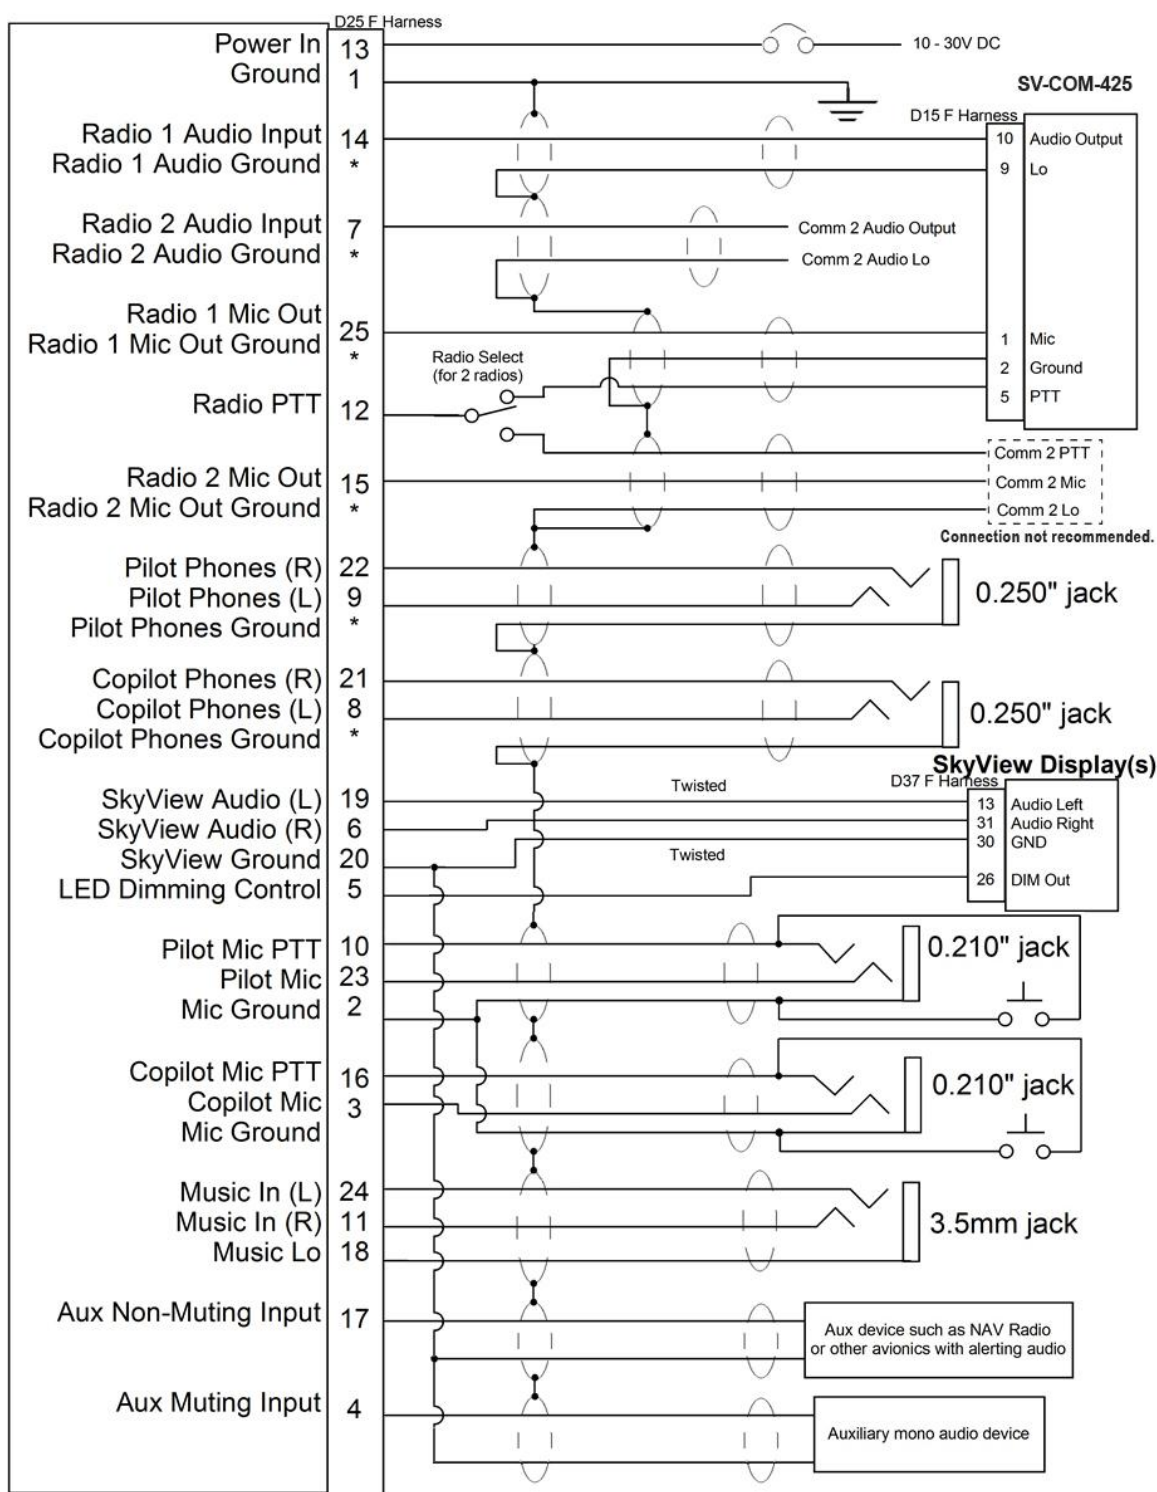 D25 F Harness
Power In 13 10 - 30V DC
Ground 1
SV-COM-425
D15 F Harness
Radio 1 Audio Input 14 10 Audio Output
Radio 1 Audio Ground * 9 Lo
Radio 2 Audio Input 7 Comm 2 Audio Output
Radio 2 Audio Ground * Comm 2 Audio Lo
Radio 1 Mic Out 25 1 Mic
Radio 1 Mic Out Ground * 2 Ground
Radio Select
(for 2 radios)
Radio PTT 12 5 PTT
Comm 2 PTT
Radio 2 Mic Out 15 Comm 2 Mic
Radio 2 Mic Out Ground * Comm 2 Lo
Connection not recommended.
Pilot Phones (R) 22
Pilot Phones (L) 9 0.250" jack
Pilot Phones Ground *
Copilot Phones (R) 21
Copilot Phones (L) 8 0.250" jack
Copilot Phones Ground *
SkyView Display(s)
D37 F Harness
Twisted
SkyView Audio (L) 19 13 Audio Left
SkyView Audio (R) 6 31 Audio Right
SkyView Ground 20 30 GND
Twisted
LED Dimming Control 5 26 DIM Out
Pilot Mic PTT 10 0.210" jack
Pilot Mic 23
Mic Ground 2
Copilot Mic PTT 16 0.210" jack
Copilot Mic 3
Mic Ground
Music In (L) 24
Music In (R) 11 3.5mm jack
Music Lo 18
Aux Non-Muting Input 17
Aux device such as NAV Radio
or other avionics with alerting audio
Aux Muting Input 4
Auxiliary mono audio device